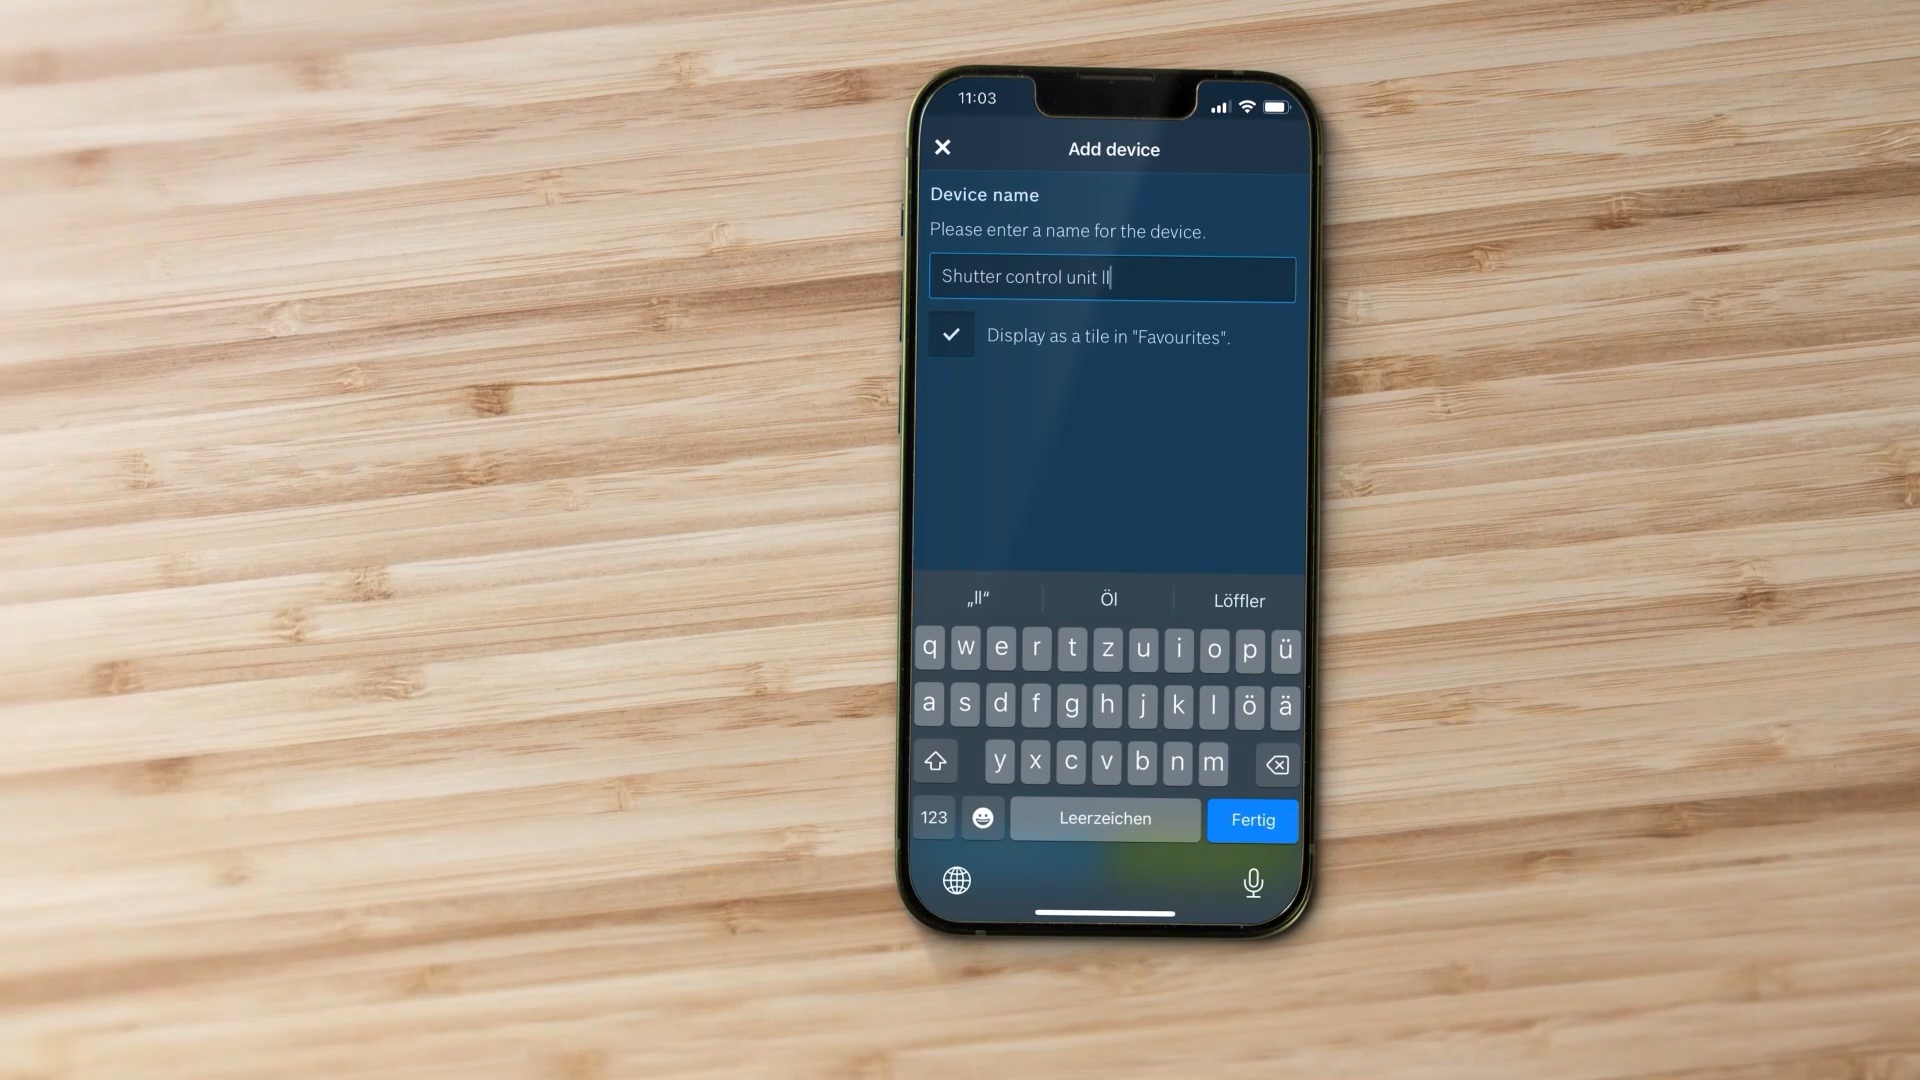 11:03
Add device
Device name
Please enter a name for the device.
Shutter control unit II
Display as a tile in "Favourites".
„II“ Öl Löffler
q w e r t z u i o p ü
a s d f g h j k l ö ä
y x c v b n m
123 Leerzeichen Fertig